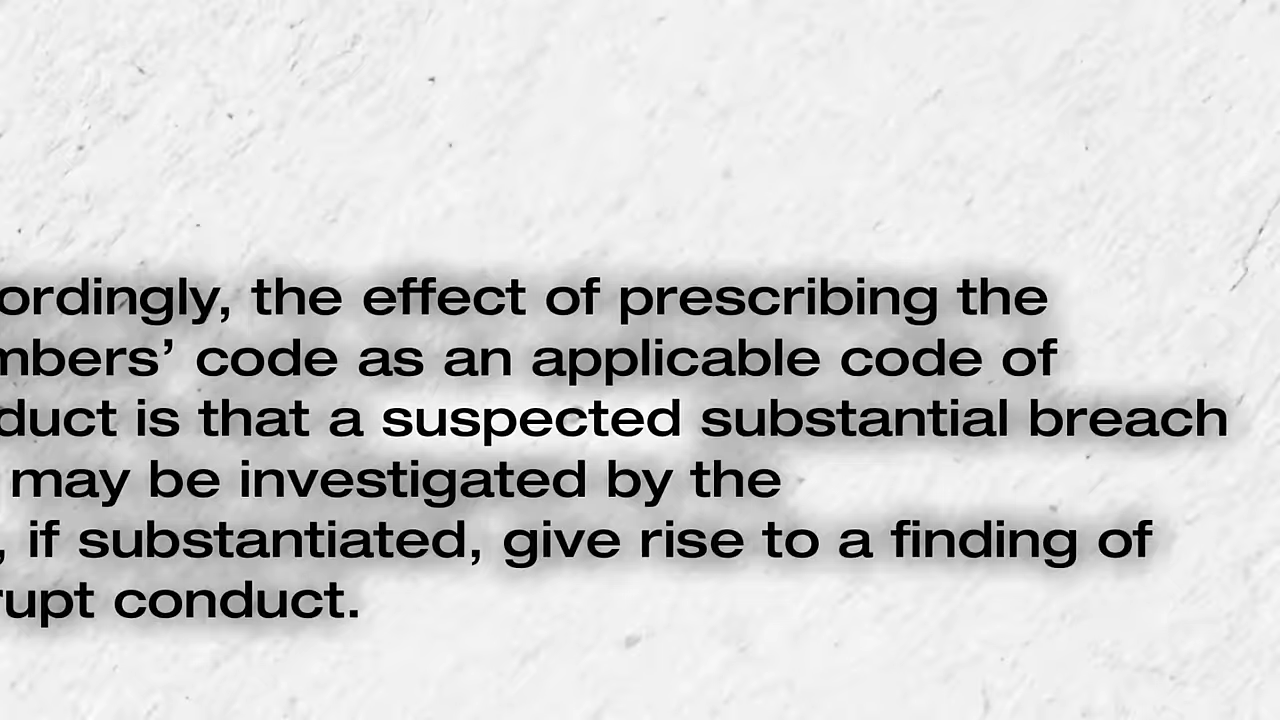 ordingly, the effect of prescribing the
mbers’ code as an applicable code of
duct is that a suspected substantial breach
may be investigated by the
, if substantiated, give rise to a finding of
rupt conduct.